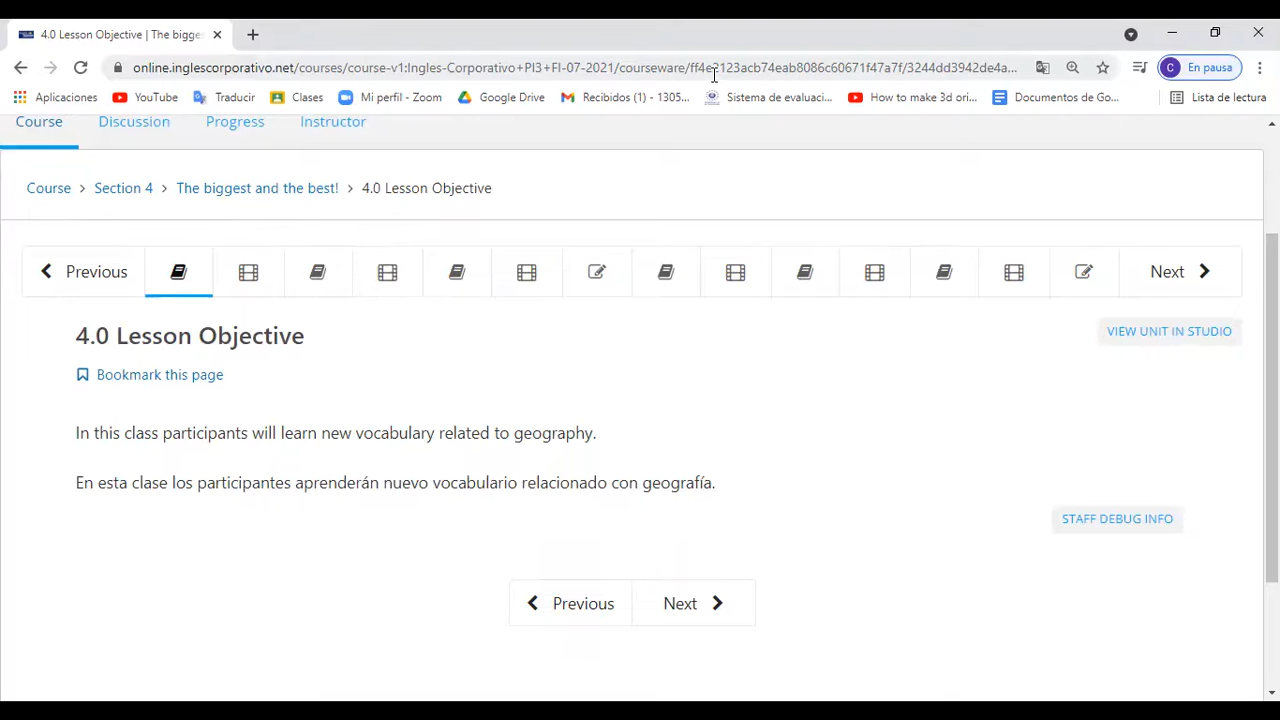 4.0 Lesson Objective | The bigges
online.inglescorporativo.net/courses/course-v1:Ingles-Corporativo+PI3+FI-07-2021/courseware/ff4e2123acb74eab8086c60671f47a7f/3244dd3942de4a...
C En pausa
Aplicaciones YouTube Traducir Clases Mi perfil - Zoom Google Drive Recibidos (1) - 1305... Sistema de evaluaci... How to make 3d ori... Documentos de Go... Lista de lectura
Course Discussion Progress Instructor
Course > Section 4 > The biggest and the best! > 4.0 Lesson Objective
Previous Next
4.0 Lesson Objective
VIEW UNIT IN STUDIO
Bookmark this page
In this class participants will learn new vocabulary related to geography.
En esta clase los participantes aprenderán nuevo vocabulario relacionado con geografía.
STAFF DEBUG INFO
Previous Next